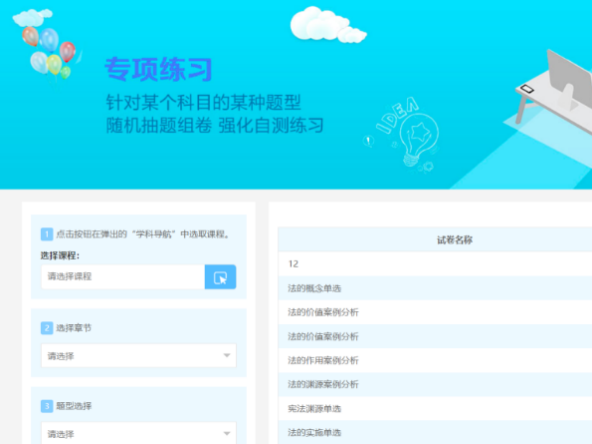 专项练习
针对某个科目的某种题型
随机抽题组卷 强化自测练习
IDEA
1 点击按钮在弹出的“学科导航”中选取课程。
选择课程：
请选择课程
2 选择章节
请选择
3 题型选择
请选择
试卷名称
12
法的概念单选
法的价值案例分析
法的价值案例分析
法的作用案例分析
法的渊源案例分析
宪法渊源单选
法的实施单选